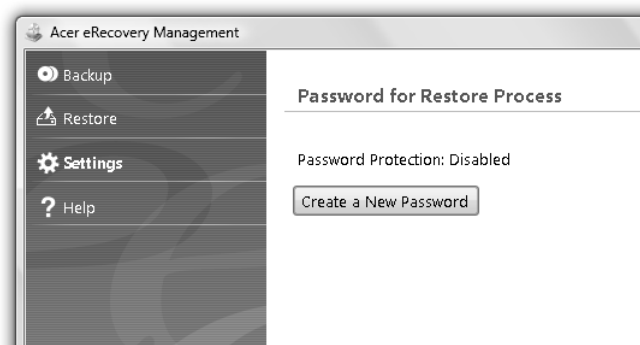 Acer eRecovery Management
Backup
Restore
Settings
Help
Password for Restore Process
Password Protection: Disabled
Create a New Password